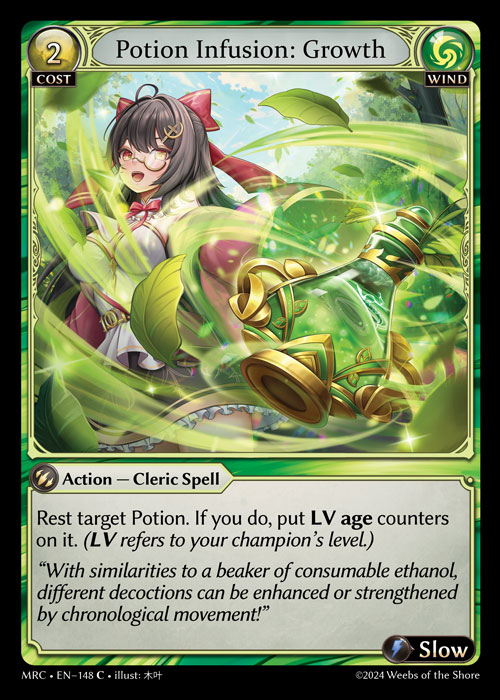 2
COST
Potion Infusion: Growth
WIND
Action — Cleric Spell
Rest target Potion. If you do, put LV age counters
on it. (LV refers to your champion's level.)
“With similarities to a beaker of consumable ethanol,
different decoctions can be enhanced or strengthened
by chronological movement!”
Slow
MRC • EN–148 C • illust: 木叶
©2024 Weebs of the Shore